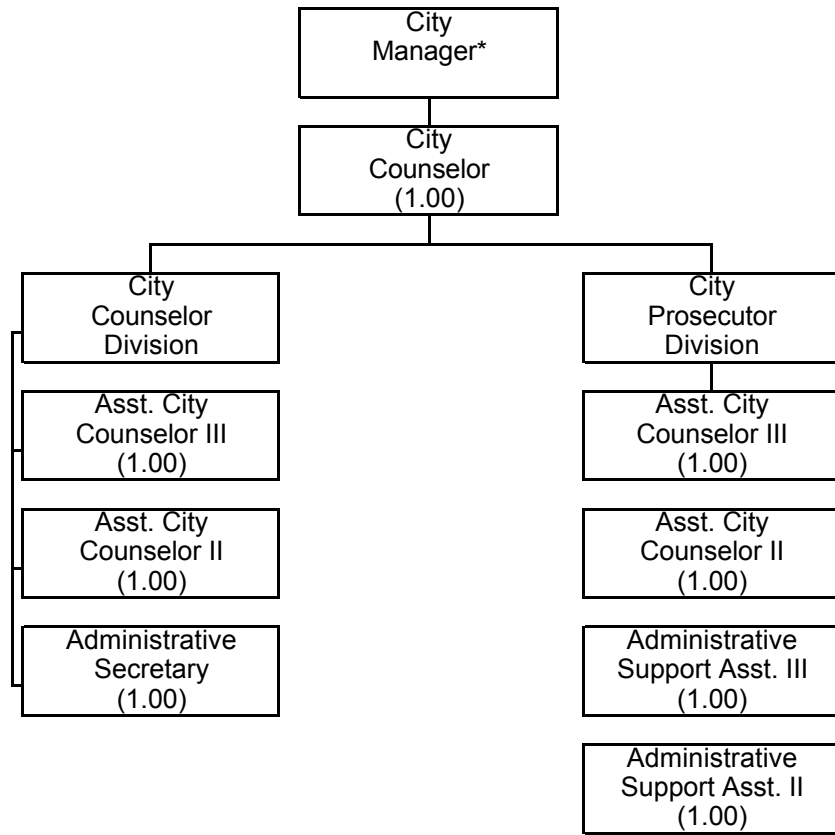 City
Manager*
City
Counselor
(1.00)
City
Counselor
Division
Asst. City
Counselor III
(1.00)
Asst. City
Counselor II
(1.00)
Administrative
Secretary
(1.00)
City
Prosecutor
Division
Asst. City
Counselor III
(1.00)
Asst. City
Counselor II
(1.00)
Administrative
Support Asst. III
(1.00)
Administrative
Support Asst. II
(1.00)